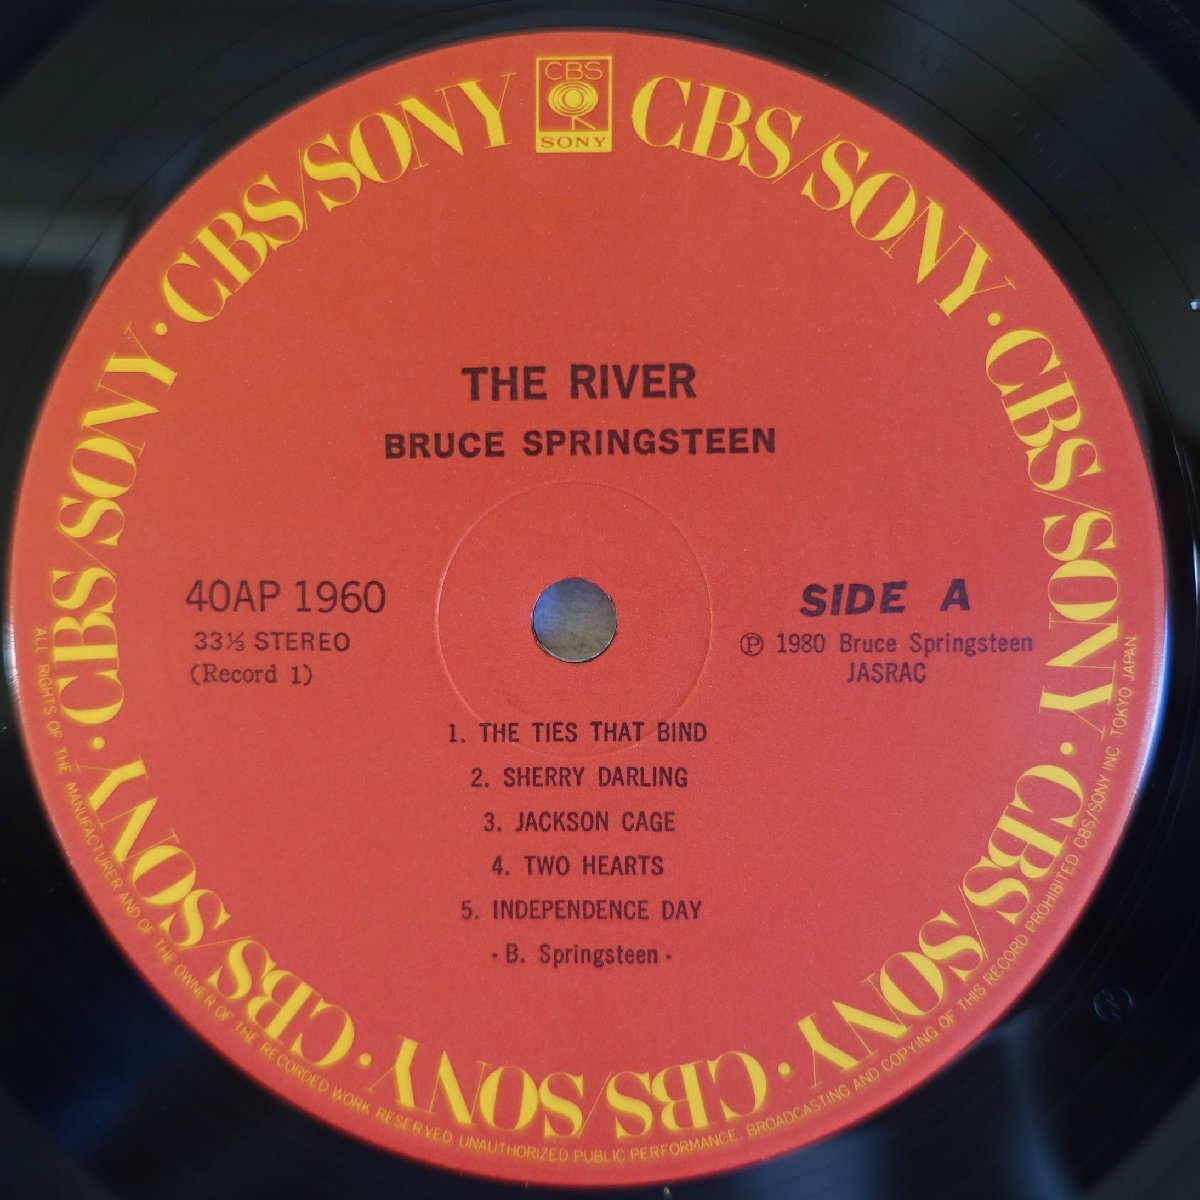 CBS
SONY
CBS/SONY · CBS/SONY · CBS/SONY · CBS/SONY · CBS/SONY · CBS/SONY · CBS/SONY · CBS/SONY
THE RIVER
BRUCE SPRINGSTEEN
40AP 1960
33⅓ STEREO
(Record 1)
SIDE A
Ⓟ 1980 Bruce Springsteen
JASRAC
1. THE TIES THAT BIND
2. SHERRY DARLING
3. JACKSON CAGE
4. TWO HEARTS
5. INDEPENDENCE DAY
· B. Springsteen ·
ALL RIGHTS OF THE MANUFACTURER AND OF THE OWNER OF THE RECORDED WORK RESERVED. UNAUTHORIZED PUBLIC PERFORMANCE, BROADCASTING AND COPYING OF THIS RECORD PROHIBITED. CBS/SONY INC. TOKYO JAPAN